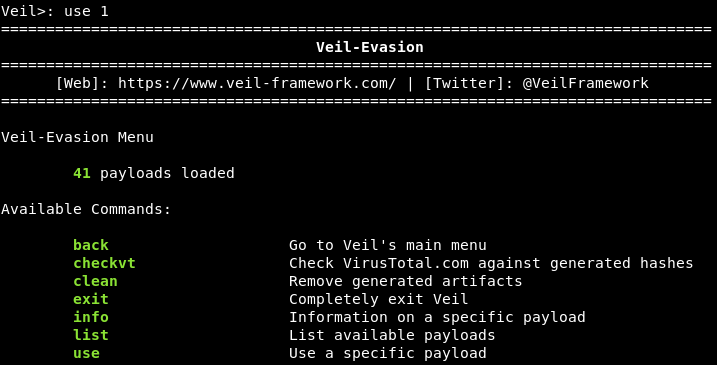 Veil>: use 1
===============================================================================
Veil-Evasion
===============================================================================
[Web]: https://www.veil-framework.com/ | [Twitter]: @VeilFramework
===============================================================================
Veil-Evasion Menu
41 payloads loaded
Available Commands:
back Go to Veil's main menu
checkvt Check VirusTotal.com against generated hashes
clean Remove generated artifacts
exit Completely exit Veil
info Information on a specific payload
list List available payloads
use Use a specific payload